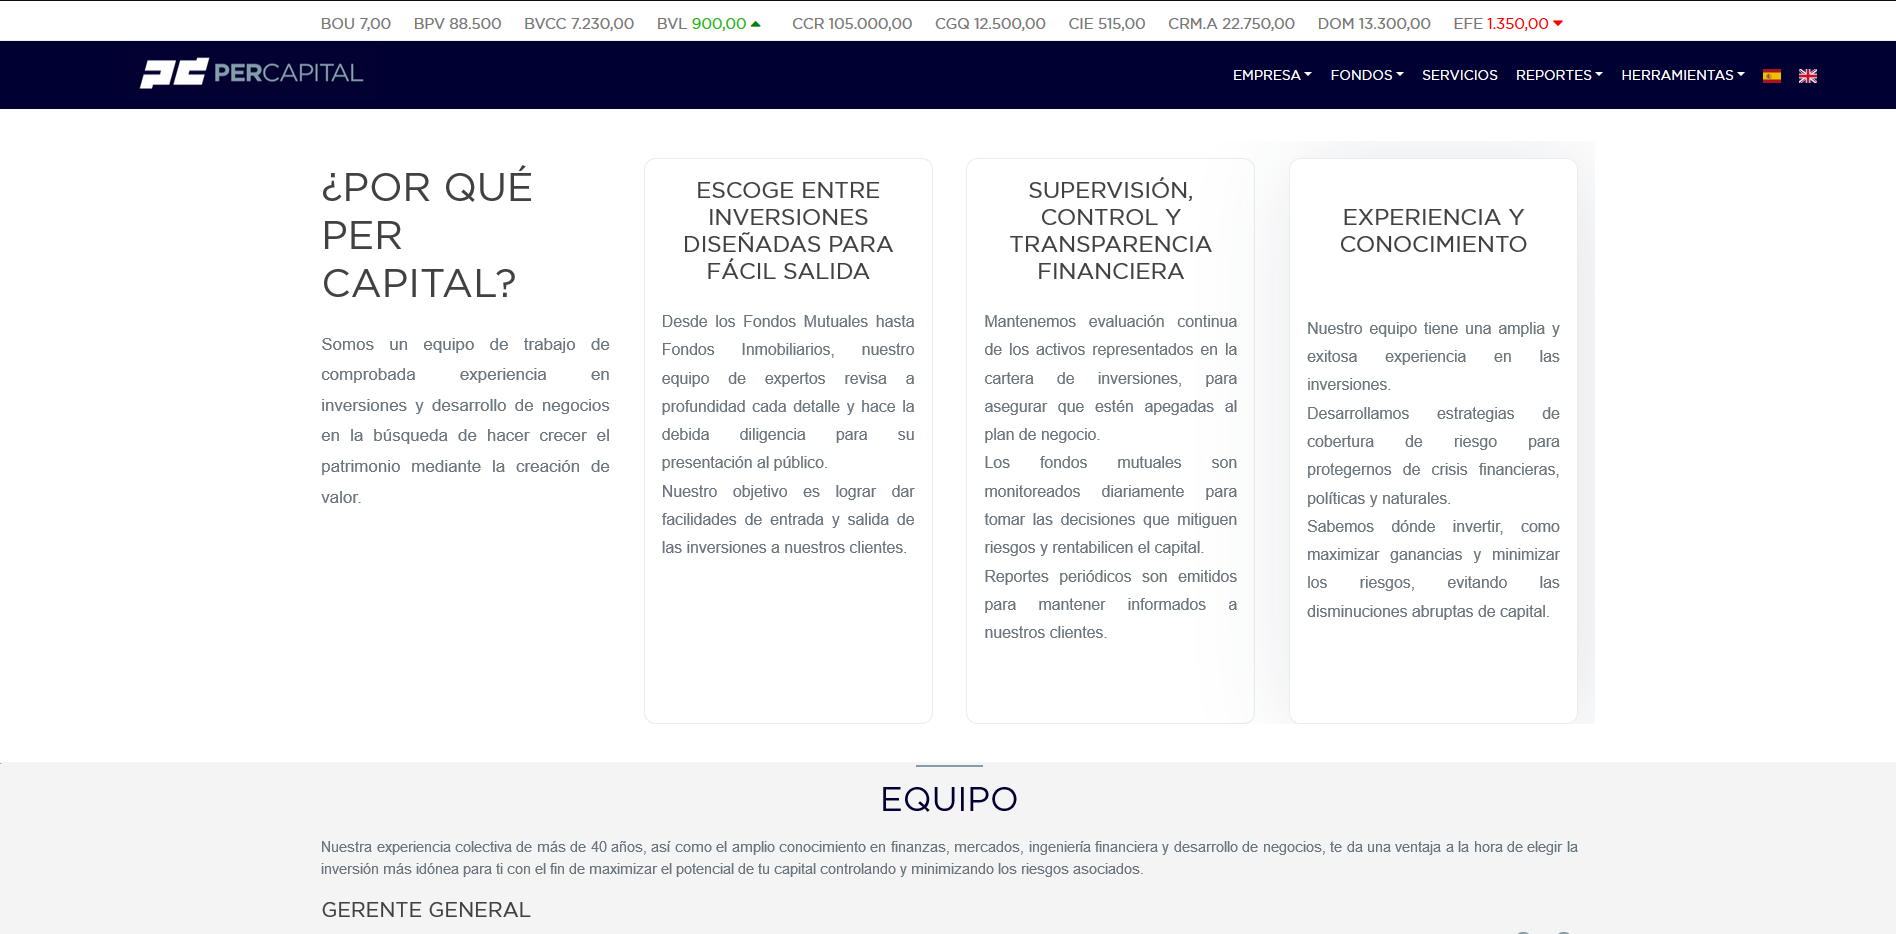 BOU 7,00 BPV 88.500 BVCC 7.230,00 BVL 900,00 CCR 105.000,00 CGQ 12.500,00 CIE 515,00 CRM.A 22.750,00 DOM 13.300,00 EFE 1.350,00
PERCAPITAL
EMPRESA FONDOS SERVICIOS REPORTES HERRAMIENTAS
¿POR QUÉ
PER
CAPITAL?
Somos un equipo de trabajo de
comprobada experiencia en
inversiones y desarrollo de negocios
en la búsqueda de hacer crecer el
patrimonio mediante la creación de
valor.
ESCOGE ENTRE
INVERSIONES
DISEÑADAS PARA
FÁCIL SALIDA
Desde los Fondos Mutuales hasta
Fondos Inmobiliarios, nuestro
equipo de expertos revisa a
profundidad cada detalle y hace la
debida diligencia para su
presentación al público.
Nuestro objetivo es lograr dar
facilidades de entrada y salida de
las inversiones a nuestros clientes.
SUPERVISIÓN,
CONTROL Y
TRANSPARENCIA
FINANCIERA
Mantenemos evaluación continua
de los activos representados en la
cartera de inversiones, para
asegurar que estén apegadas al
plan de negocio.
Los fondos mutuales son
monitoreados diariamente para
tomar las decisiones que mitiguen
riesgos y rentabilicen el capital.
Reportes periódicos son emitidos
para mantener informados a
nuestros clientes.
EXPERIENCIA Y
CONOCIMIENTO
Nuestro equipo tiene una amplia y
exitosa experiencia en las
inversiones.
Desarrollamos estrategias de
cobertura de riesgo para
protegernos de crisis financieras,
políticas y naturales.
Sabemos dónde invertir, como
maximizar ganancias y minimizar
los riesgos, evitando las
disminuciones abruptas de capital.
EQUIPO
Nuestra experiencia colectiva de más de 40 años, así como el amplio conocimiento en finanzas, mercados, ingeniería financiera y desarrollo de negocios, te da una ventaja a la hora de elegir la
inversión más idónea para ti con el fin de maximizar el potencial de tu capital controlando y minimizando los riesgos asociados.
GERENTE GENERAL